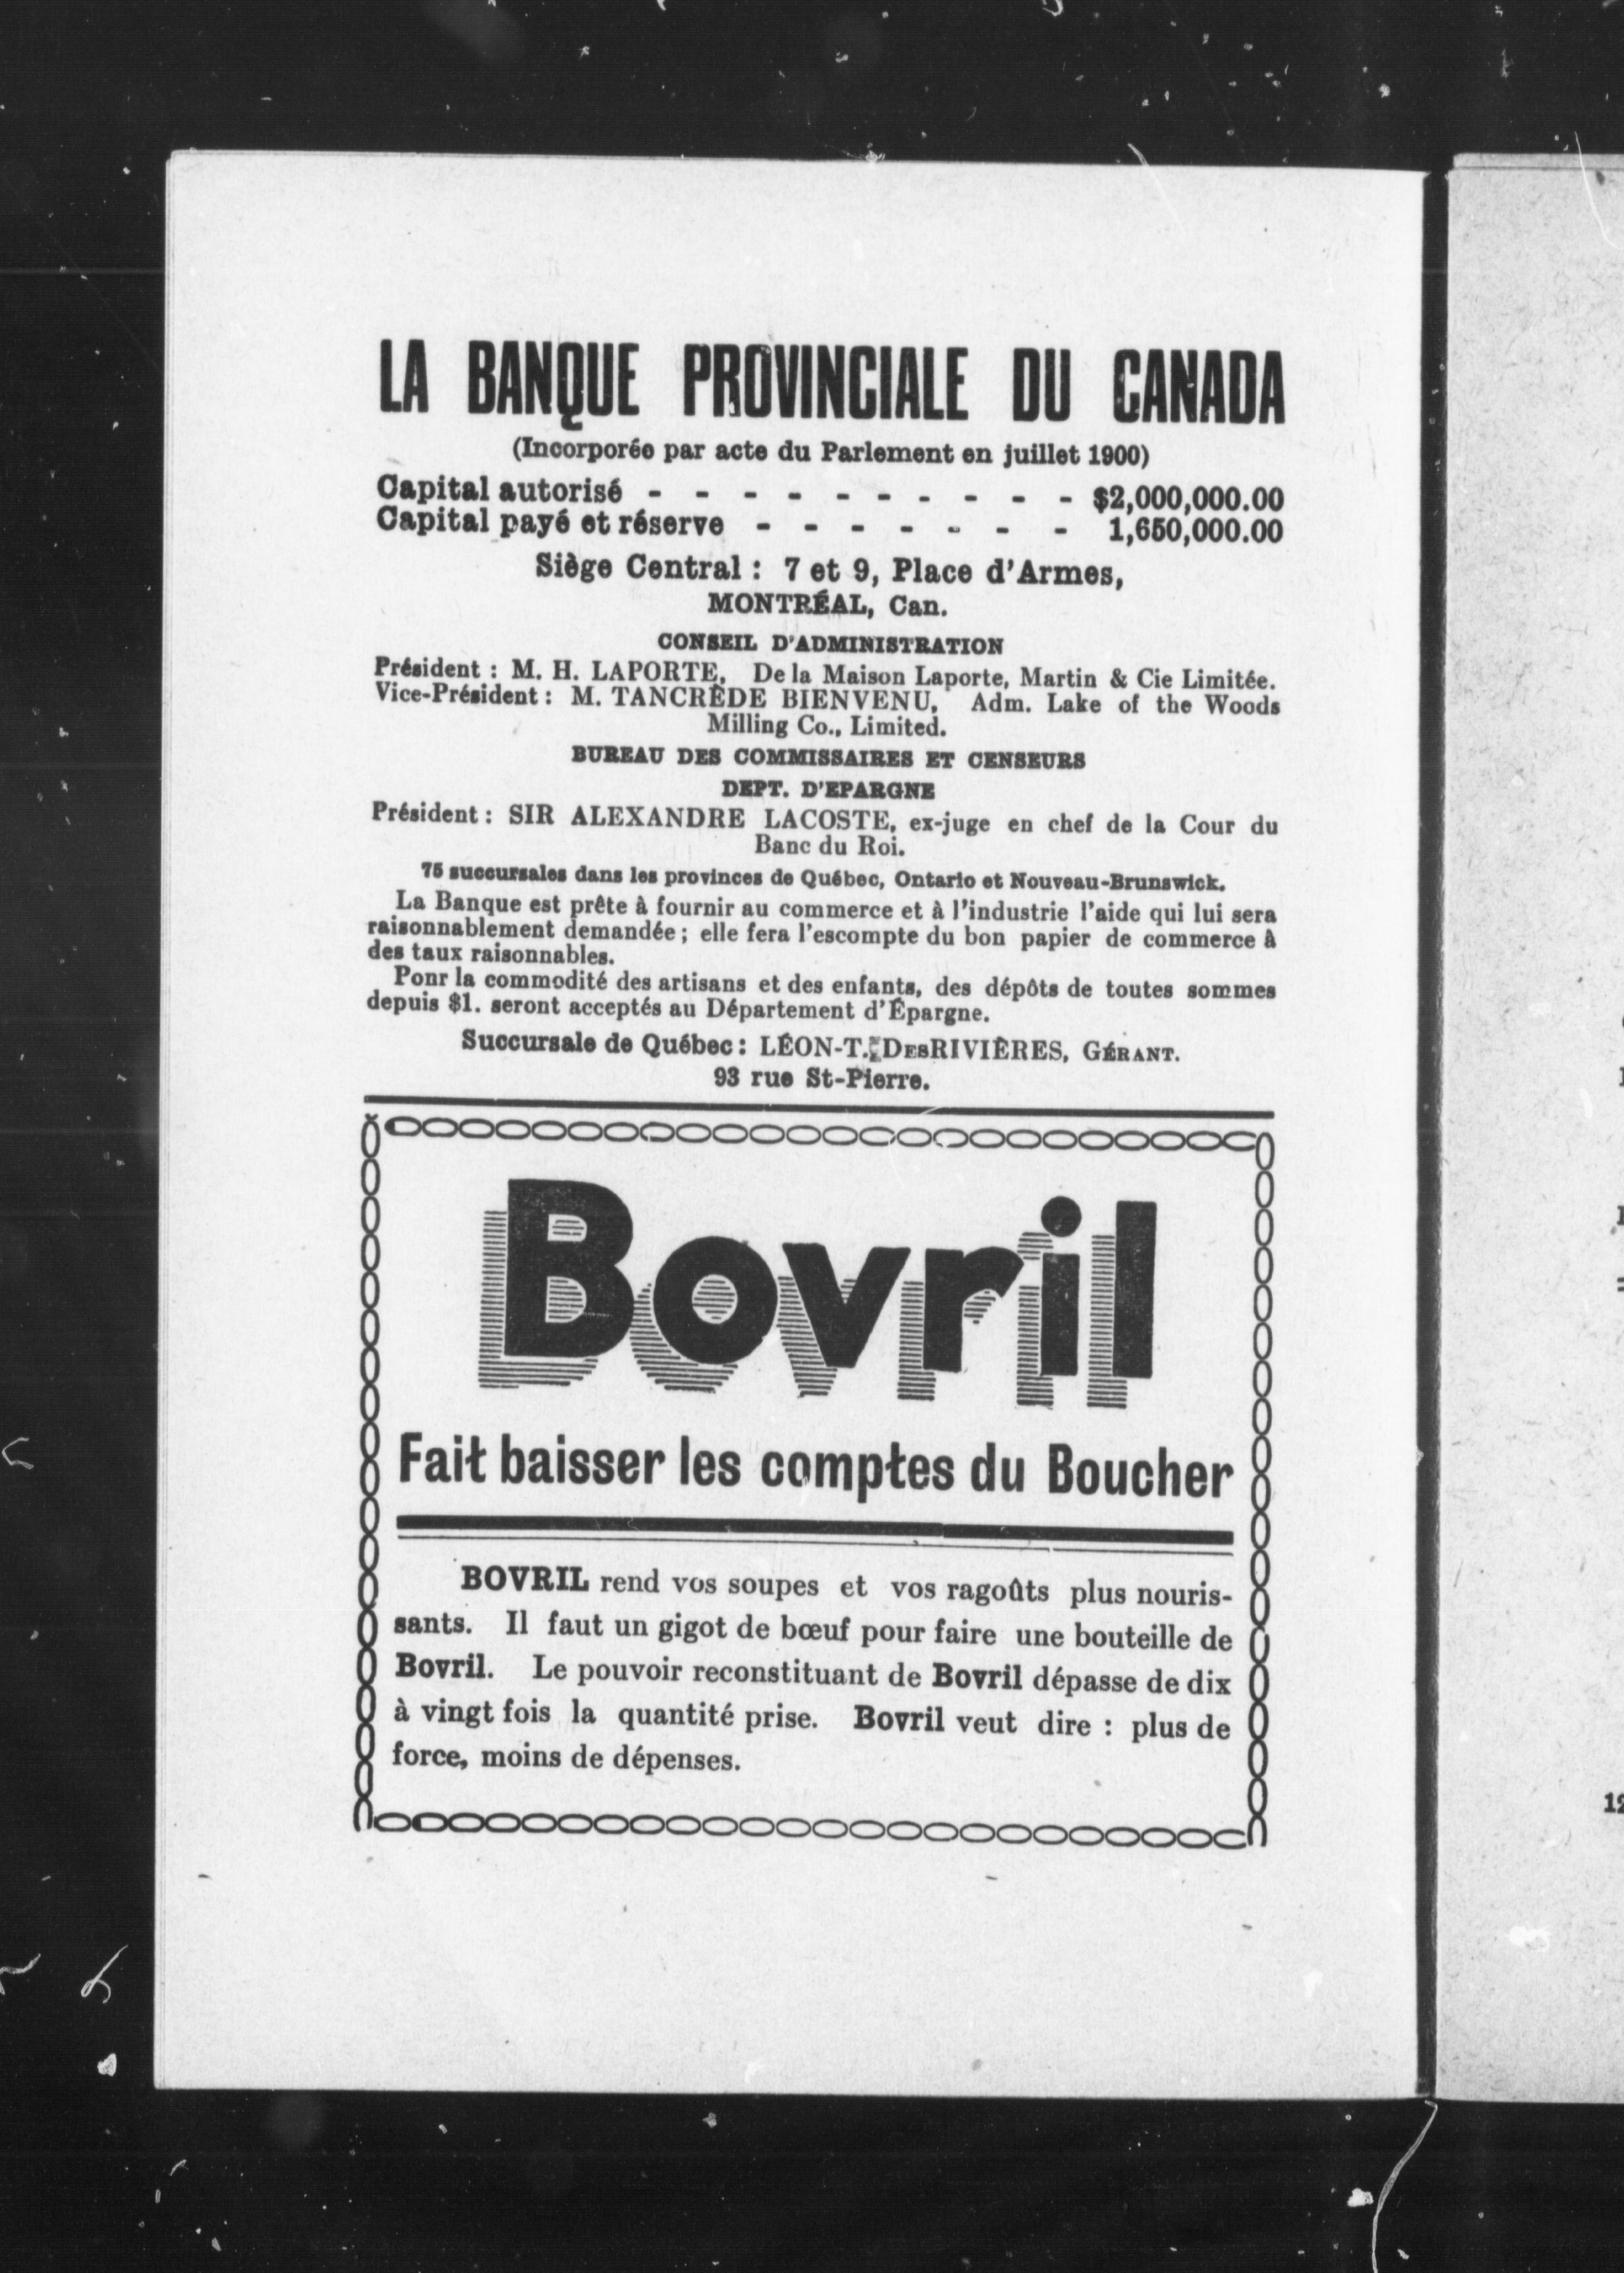 LA BANQUE PROVINCIALE DU CANADA
(Incorporée par acte du Parlement en juillet 1900)
Capital autorisé - - - - - - - - - - $2,000,000.00
Capital payé et réserve - - - - - - - 1,650,000.00
Siège Central : 7 et 9, Place d'Armes,
MONTRÉAL, Can.
CONSEIL D'ADMINISTRATION
Président : M. H. LAPORTE, De la Maison Laporte, Martin & Cie Limitée.
Vice-Président : M. TANCRÈDE BIENVENU, Adm. Lake of the Woods
Milling Co., Limited.
BUREAU DES COMMISSAIRES ET CENSEURS
DEPT. D'EPARGNE
Président : SIR ALEXANDRE LACOSTE, ex-juge en chef de la Cour du
Banc du Roi.
75 succursales dans les provinces de Québec, Ontario et Nouveau-Brunswick.
La Banque est prête à fournir au commerce et à l'industrie l'aide qui lui sera
raisonnablement demandée ; elle fera l'escompte du bon papier de commerce à
des taux raisonnables.
Ponr la commodité des artisans et des enfants, des dépôts de toutes sommes
depuis $1. seront acceptés au Département d'Épargne.
Succursale de Québec : LÉON-T. DESRIVIÈRES, GÉRANT.
93 rue St-Pierre.
Bovril
Fait baisser les comptes du Boucher
BOVRIL rend vos soupes et vos ragoûts plus nouris-
sants. Il faut un gigot de bœuf pour faire une bouteille de
Bovril. Le pouvoir reconstituant de Bovril dépasse de dix
à vingt fois la quantité prise. Bovril veut dire : plus de
force, moins de dépenses.